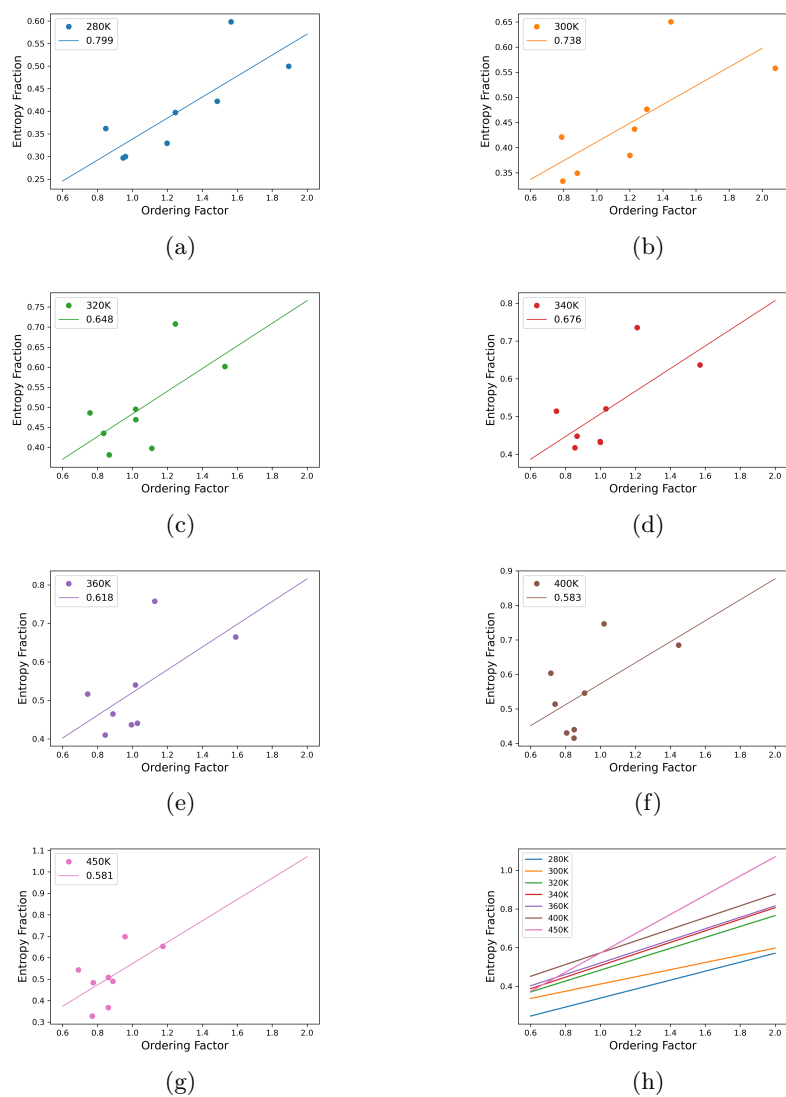 280K
0.799
Entropy Fraction
0.60
0.55
0.50
0.45
0.40
0.35
0.30
0.25
0.6 0.8 1.0 1.2 1.4 1.6 1.8 2.0
Ordering Factor
(a)
300K
0.738
Entropy Fraction
0.65
0.60
0.55
0.50
0.45
0.40
0.35
0.6 0.8 1.0 1.2 1.4 1.6 1.8 2.0
Ordering Factor
(b)
320K
0.648
Entropy Fraction
0.75
0.70
0.65
0.60
0.55
0.50
0.45
0.40
0.6 0.8 1.0 1.2 1.4 1.6 1.8 2.0
Ordering Factor
(c)
340K
0.676
Entropy Fraction
0.8
0.7
0.6
0.5
0.4
0.6 0.8 1.0 1.2 1.4 1.6 1.8 2.0
Ordering Factor
(d)
360K
0.618
Entropy Fraction
0.8
0.7
0.6
0.5
0.4
0.6 0.8 1.0 1.2 1.4 1.6 1.8 2.0
Ordering Factor
(e)
400K
0.583
Entropy Fraction
0.9
0.8
0.7
0.6
0.5
0.4
0.6 0.8 1.0 1.2 1.4 1.6 1.8 2.0
Ordering Factor
(f)
450K
0.581
Entropy Fraction
1.1
1.0
0.9
0.8
0.7
0.6
0.5
0.4
0.3
0.6 0.8 1.0 1.2 1.4 1.6 1.8 2.0
Ordering Factor
(g)
280K
300K
320K
340K
360K
400K
450K
Entropy Fraction
1.0
0.8
0.6
0.4
0.6 0.8 1.0 1.2 1.4 1.6 1.8 2.0
Ordering Factor
(h)